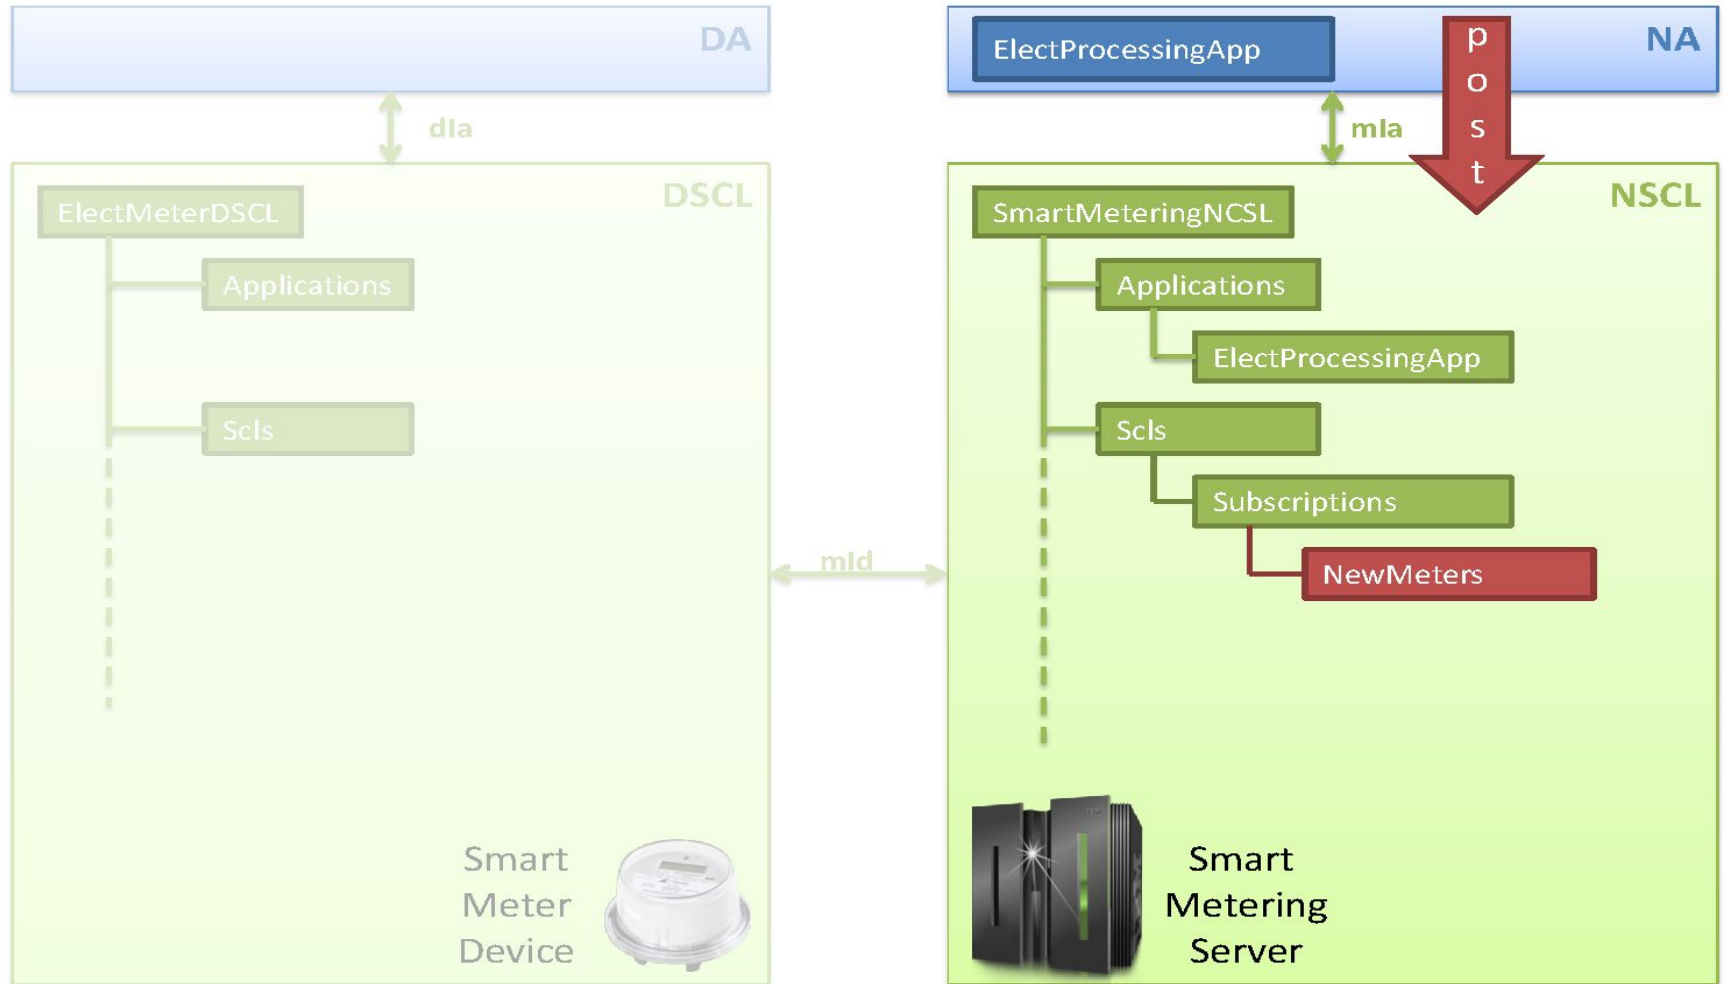 DA
dIa
DSCL
ElectMeterDSCL
Applications
Scls
mId
Smart
Meter
Device
ElectProcessingApp
post
NA
mIa
NSCL
SmartMeteringNCSL
Applications
ElectProcessingApp
Scls
Subscriptions
NewMeters
Smart
Metering
Server